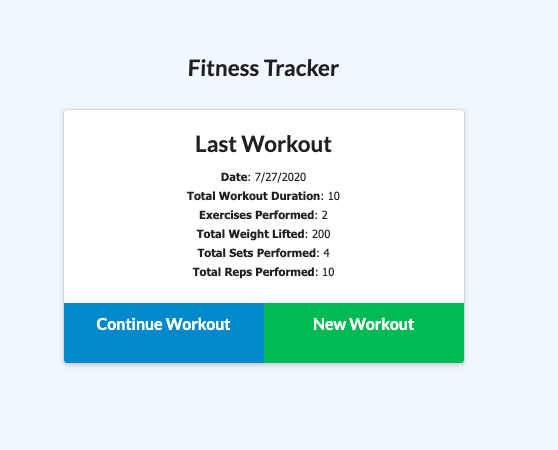 Fitness Tracker
Last Workout
Date: 7/27/2020
Total Workout Duration: 10
Exercises Performed: 2
Total Weight Lifted: 200
Total Sets Performed: 4
Total Reps Performed: 10
Continue Workout
New Workout